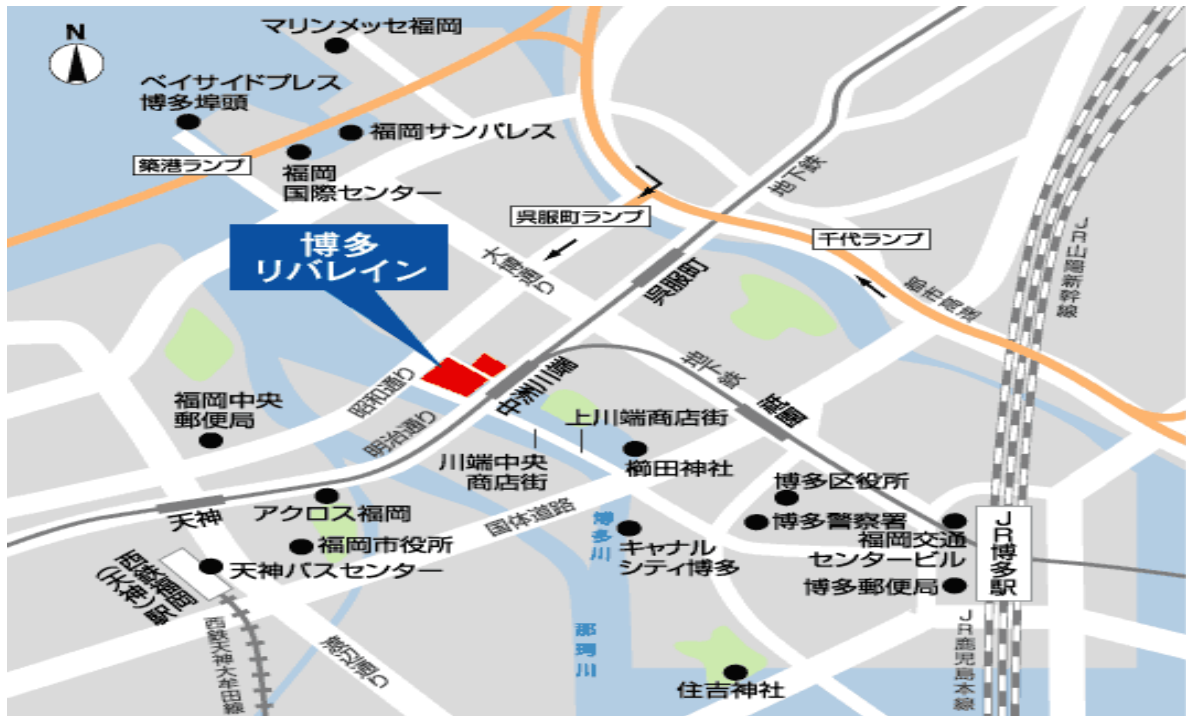 N
マリンメッセ福岡
ベイサイドプレス
博多埠頭
福岡サンパレス
築港ランプ
福岡
国際センター
地下鉄
呉服町ランプ
博多
リバレイン
大博通り
千代ランプ
JR山陽新幹線
呉服町
都市高速
昭和通り
中洲川端
地下鉄
祇園
福岡中央
郵便局
明治通り
上川端商店街
川端中央
商店街
櫛田神社
博多区役所
天神
アクロス福岡
国体道路
博多川
博多警察署
福岡交通
センタービル
JR博多駅
福岡市役所
キャナル
シティ博多
西鉄福岡
(天神)駅
天神バスセンター
博多郵便局
那珂川
西鉄天神大牟田線
渡辺通り
住吉神社
JR鹿児島本線